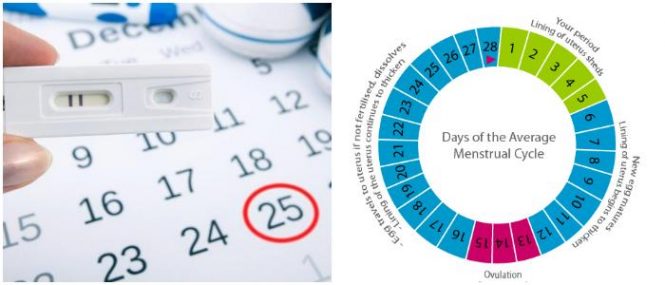 December
Wed
9 10 11 12
15 16 17 18 19
23 24 25
1
Days of the Average
Menstrual Cycle
1 2 3 4 5 6 7 8 9 10 11 12 13 14 15 16 17 18 19 20 21 22 23 24 25 26 27 28
Your period
Lining of uterus sheds
New egg matures
Lining of uterus begins to thicken
Ovulation
- Egg travels to uterus if not fertilised, dissolves
- Lining of the uterus continues to thicken